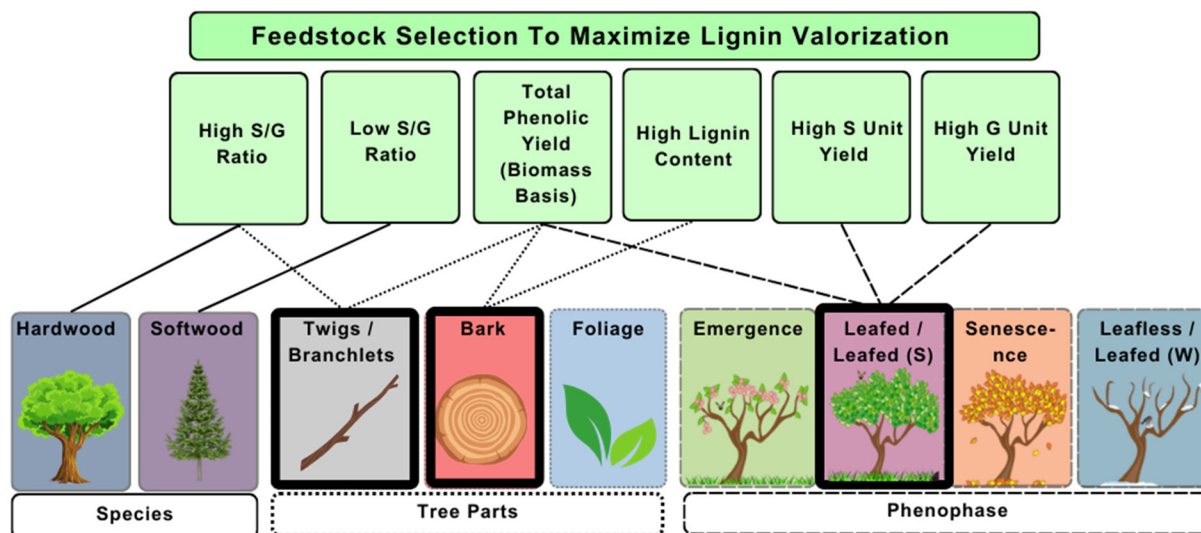 Feedstock Selection To Maximize Lignin Valorization
High S/G
Ratio
Low S/G
Ratio
Total
Phenolic
Yield
(Biomass
Basis)
High Lignin
Content
High S Unit
Yield
High G Unit
Yield
Hardwood
Softwood
Twigs /
Branchlets
Bark
Foliage
Emergence
Leafed /
Leafed (S)
Senesce-
nce
Leafless /
Leafed (W)
Species
Tree Parts
Phenophase